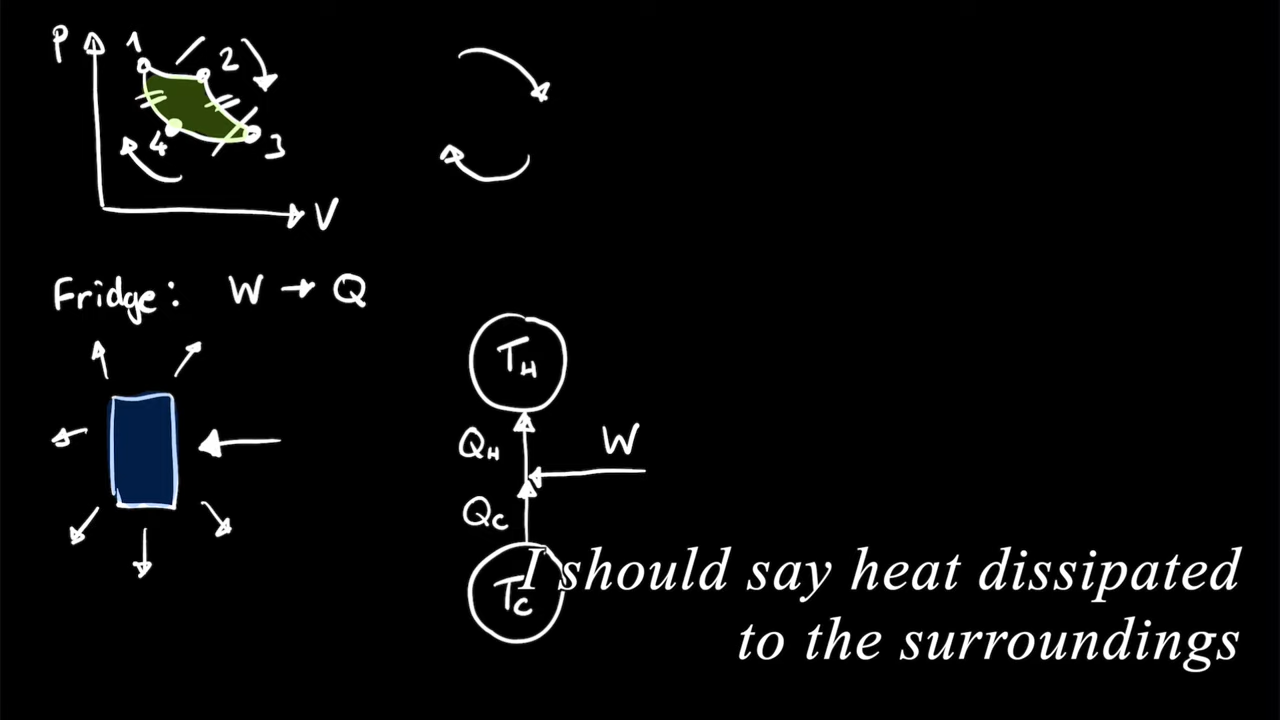 P
1
2
4
3
V
Fridge: W → Q
T_H
Q_H
W
Q_C
T_C
I should say heat dissipated
to the surroundings